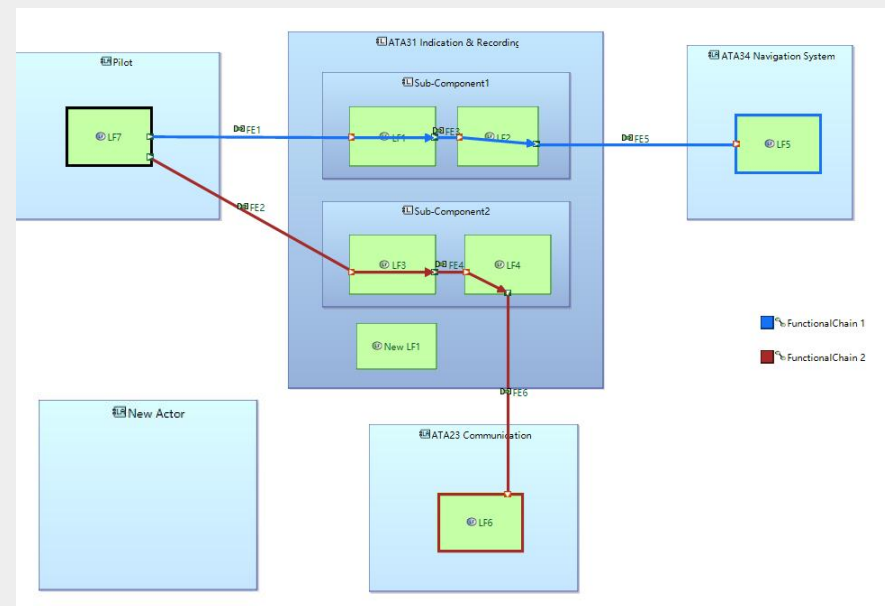 ATA31 Indication & Recording
Pilot
ATA34 Navigation System
Sub-Component1
LF7
FE1
LF1
FE3
LF2
FE5
LF5
Sub-Component2
FE2
LF3
FE4
LF4
FunctionalChain 1
New LF1
FunctionalChain 2
FE6
New Actor
ATA23 Communication
LF6